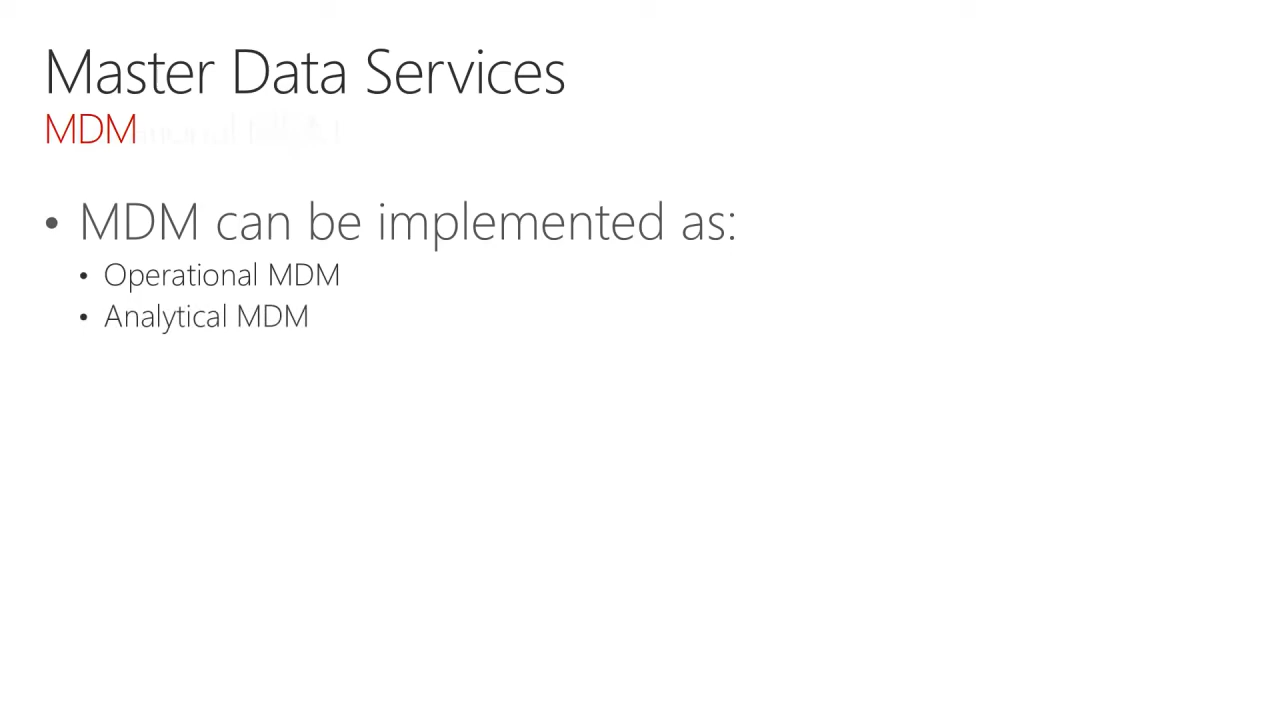 Master Data Services
MDM
• MDM can be implemented as:
• Operational MDM
• Analytical MDM